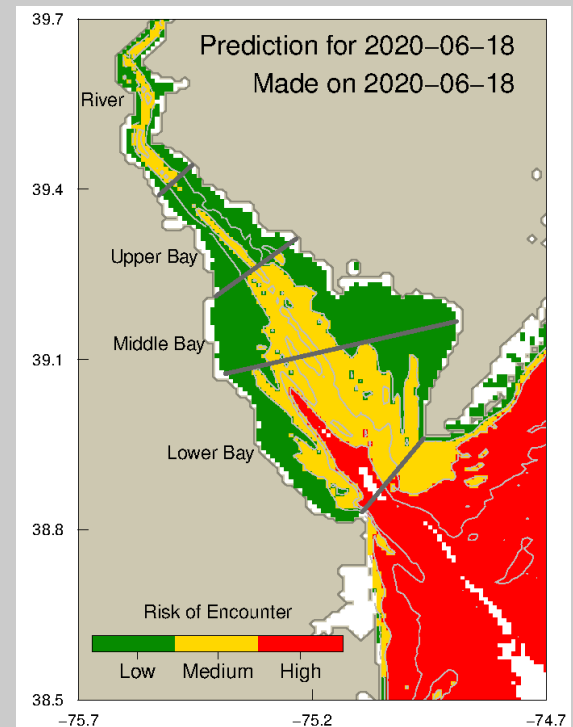 39.7
Prediction for 2020−06−18
Made on 2020−06−18
River
39.4
Upper Bay
Middle Bay
39.1
Lower Bay
38.8
Risk of Encounter
Low Medium High
38.5
−75.7 −75.2 −74.7